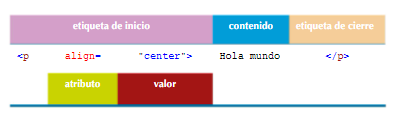 etiqueta de inicio contenido etiqueta de cierre
<p align= "center"> Hola mundo </p>
atributo valor